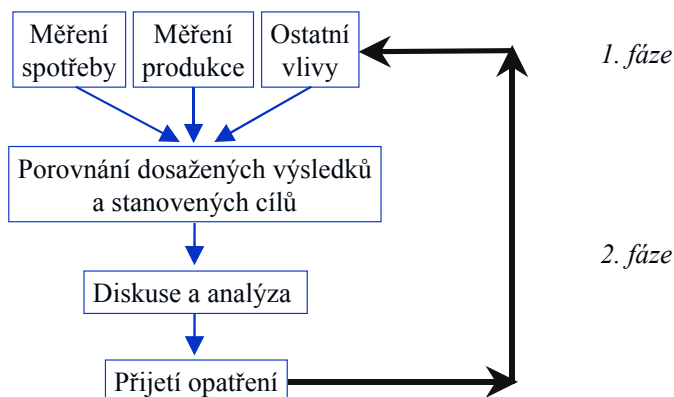 Měření
spotřeby
Měření
produkce
Ostatní
vlivy
1. fáze
Porovnání dosažených výsledků
a stanovených cílů
2. fáze
Diskuse a analýza
Přijetí opatření